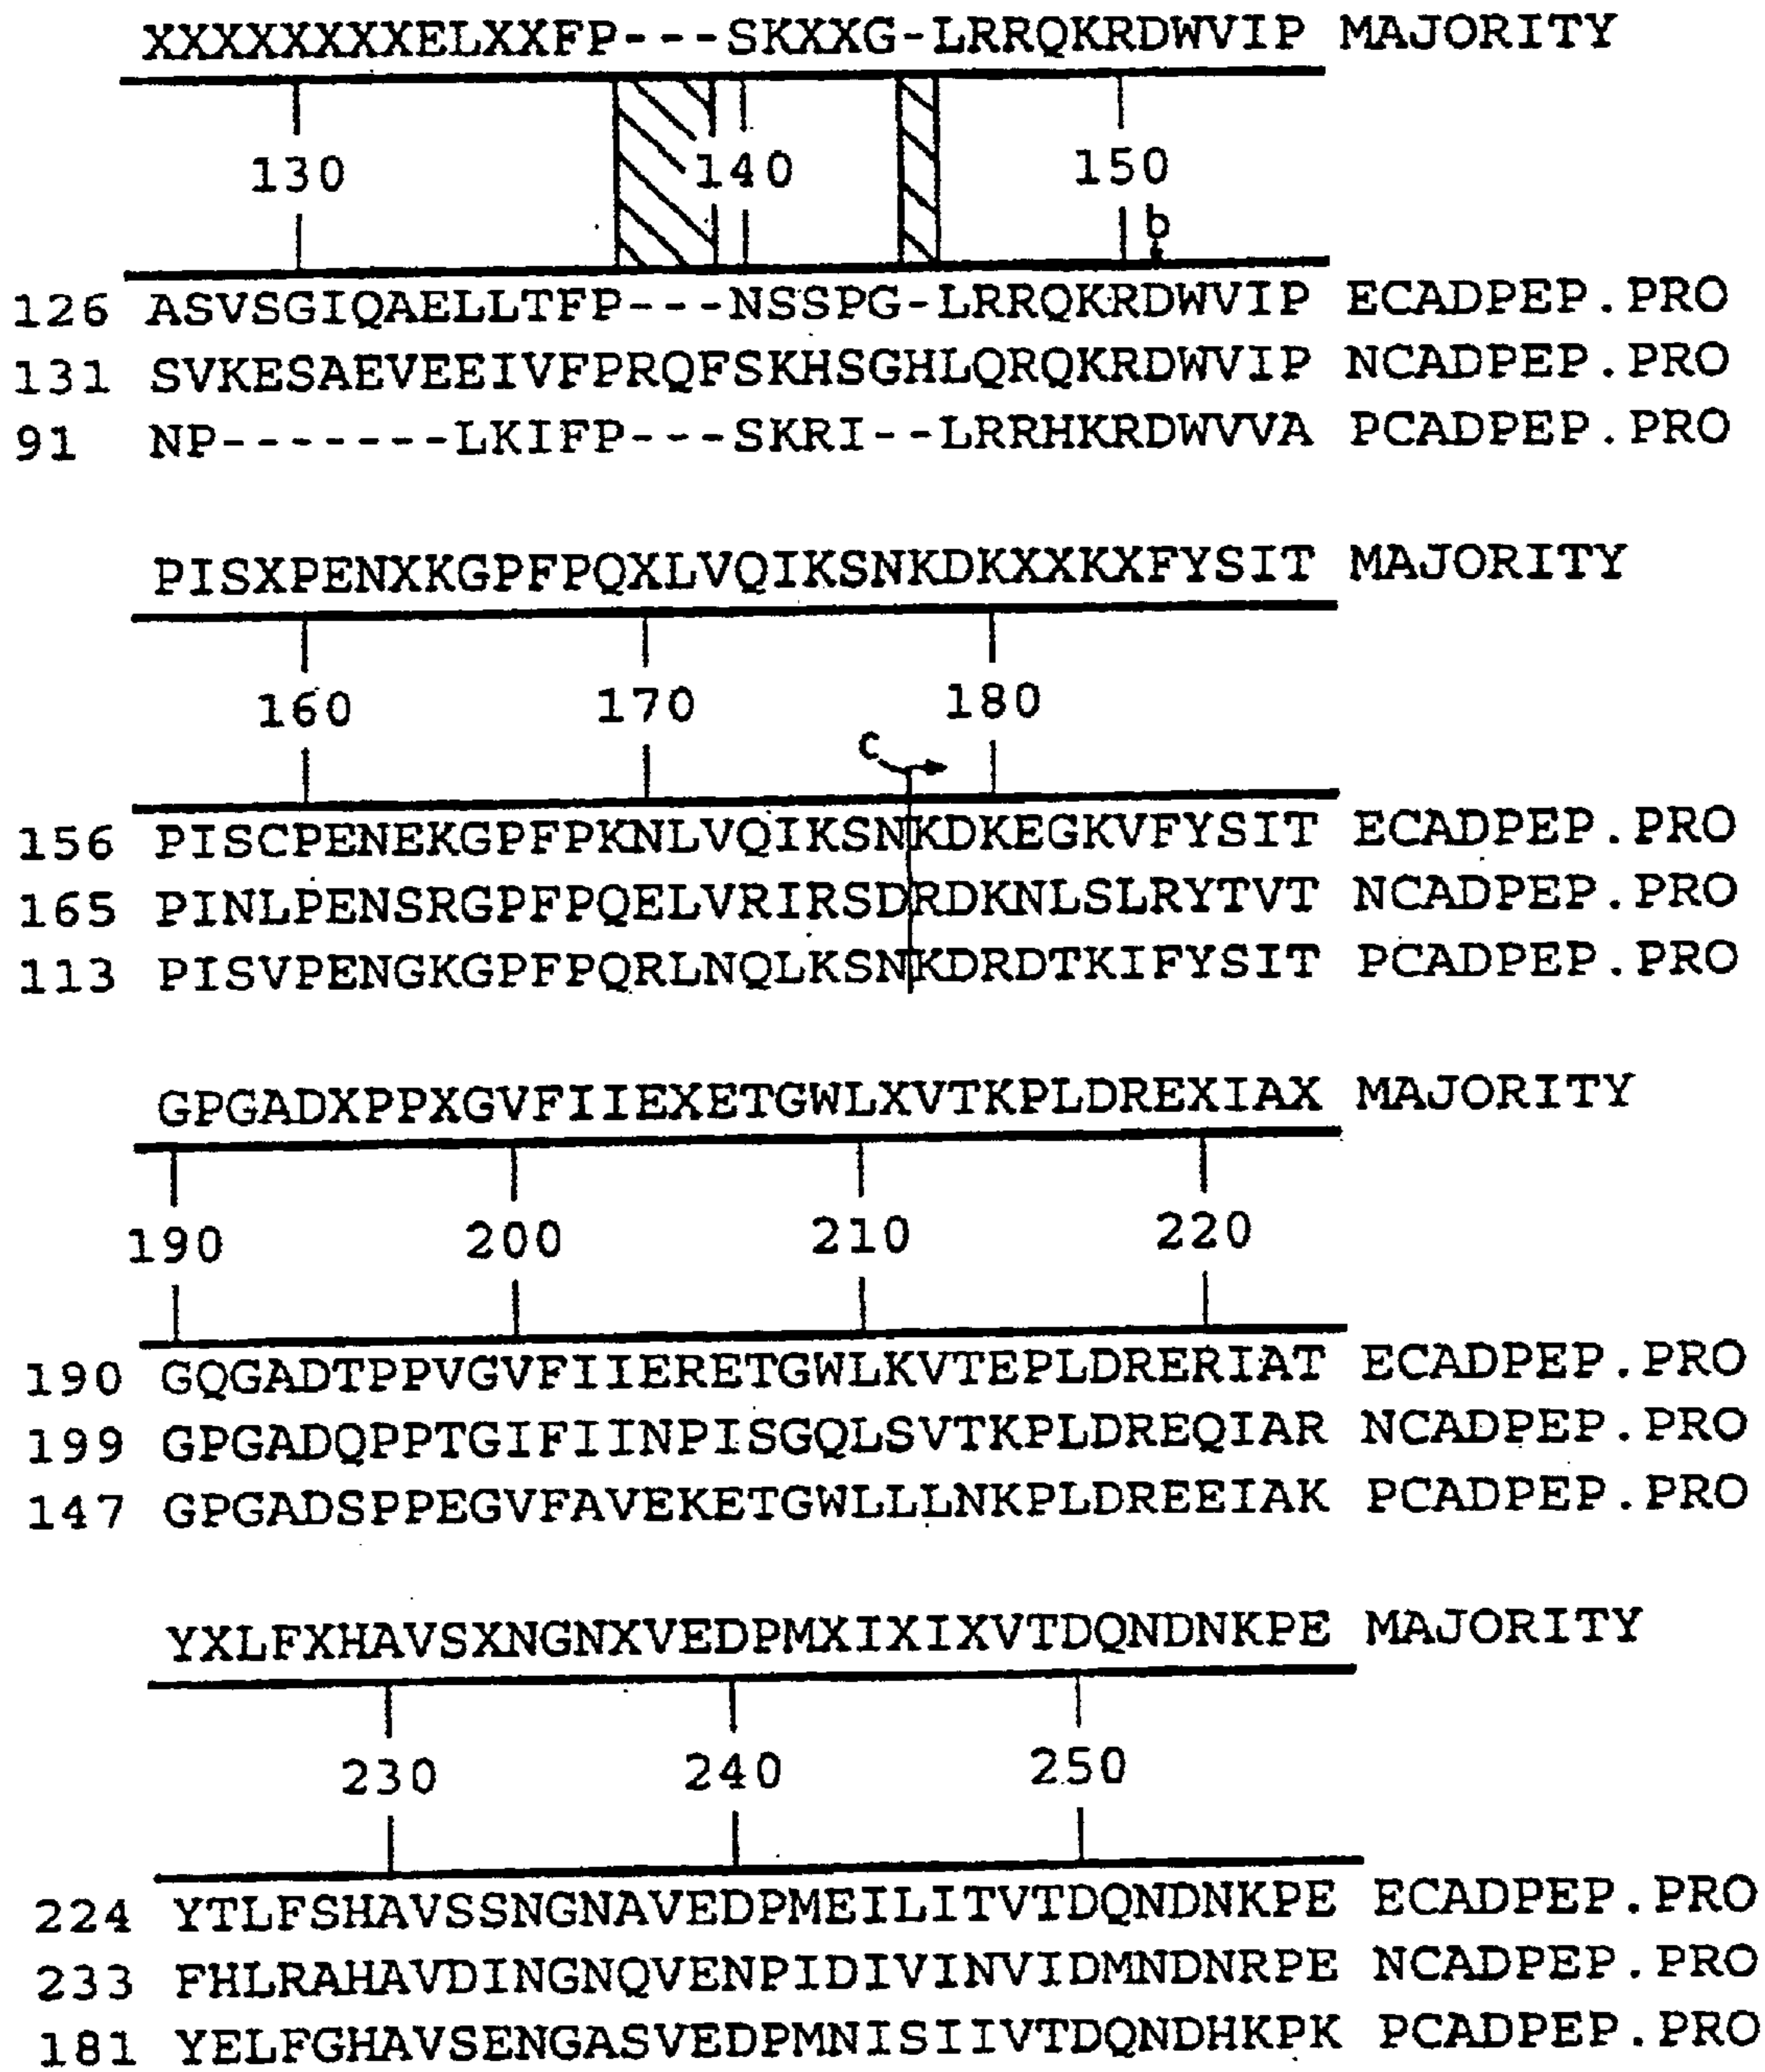 XXXXXXXXELXXFP---SKXXG-LRRQKRDWVIP MAJORITY
130 140 150
b
126 ASVSGIQAELLTFP---NSSPG-LRRQKRDWVIP ECADPEP.PRO
131 SVKESAEVEEIVFPRQFSKHSGHLQRQKRDWVIP NCADPEP.PRO
91 NP-------LKIFP---SKRI--LRRHKRDWVVA PCADPEP.PRO
PISXPENXKGPFPQXLVQIKSNKDKXXKXFYSIT MAJORITY
160 170 180
c
156 PISCPENEKGPFPKNLVQIKSNKDKEGKVFYSIT ECADPEP.PRO
165 PINLPENSRGPFPQELVRIRSDRDKNLSLRYTVT NCADPEP.PRO
113 PISVPENGKGPFPQRLNQLKSNKDRDTKIFYSIT PCADPEP.PRO
GPGADXPPXGVFIIEXETGWLXVTKPLDREXIAX MAJORITY
190 200 210 220
190 GQGADTPPVGVFIIERETGWLKVTEPLDRERIAT ECADPEP.PRO
199 GPGADQPPTGIFIINPISGQLSVTKPLDREQIAR NCADPEP.PRO
147 GPGADSPPEGVFAVEKETGWLLLNKPLDREEIAK PCADPEP.PRO
YXLFXHAVSXNGNXVEDPMXIXIXVTDQNDNKPE MAJORITY
230 240 250
224 YTLFSHAVSSNGNAVEDPMEILITVTDQNDNKPE ECADPEP.PRO
233 FHLRAHAVDINGNQVENPIDIVINVIDMNDNRPE NCADPEP.PRO
181 YELFGHAVSENGASVEDPMNISIIVTDQNDHKPK PCADPEP.PRO